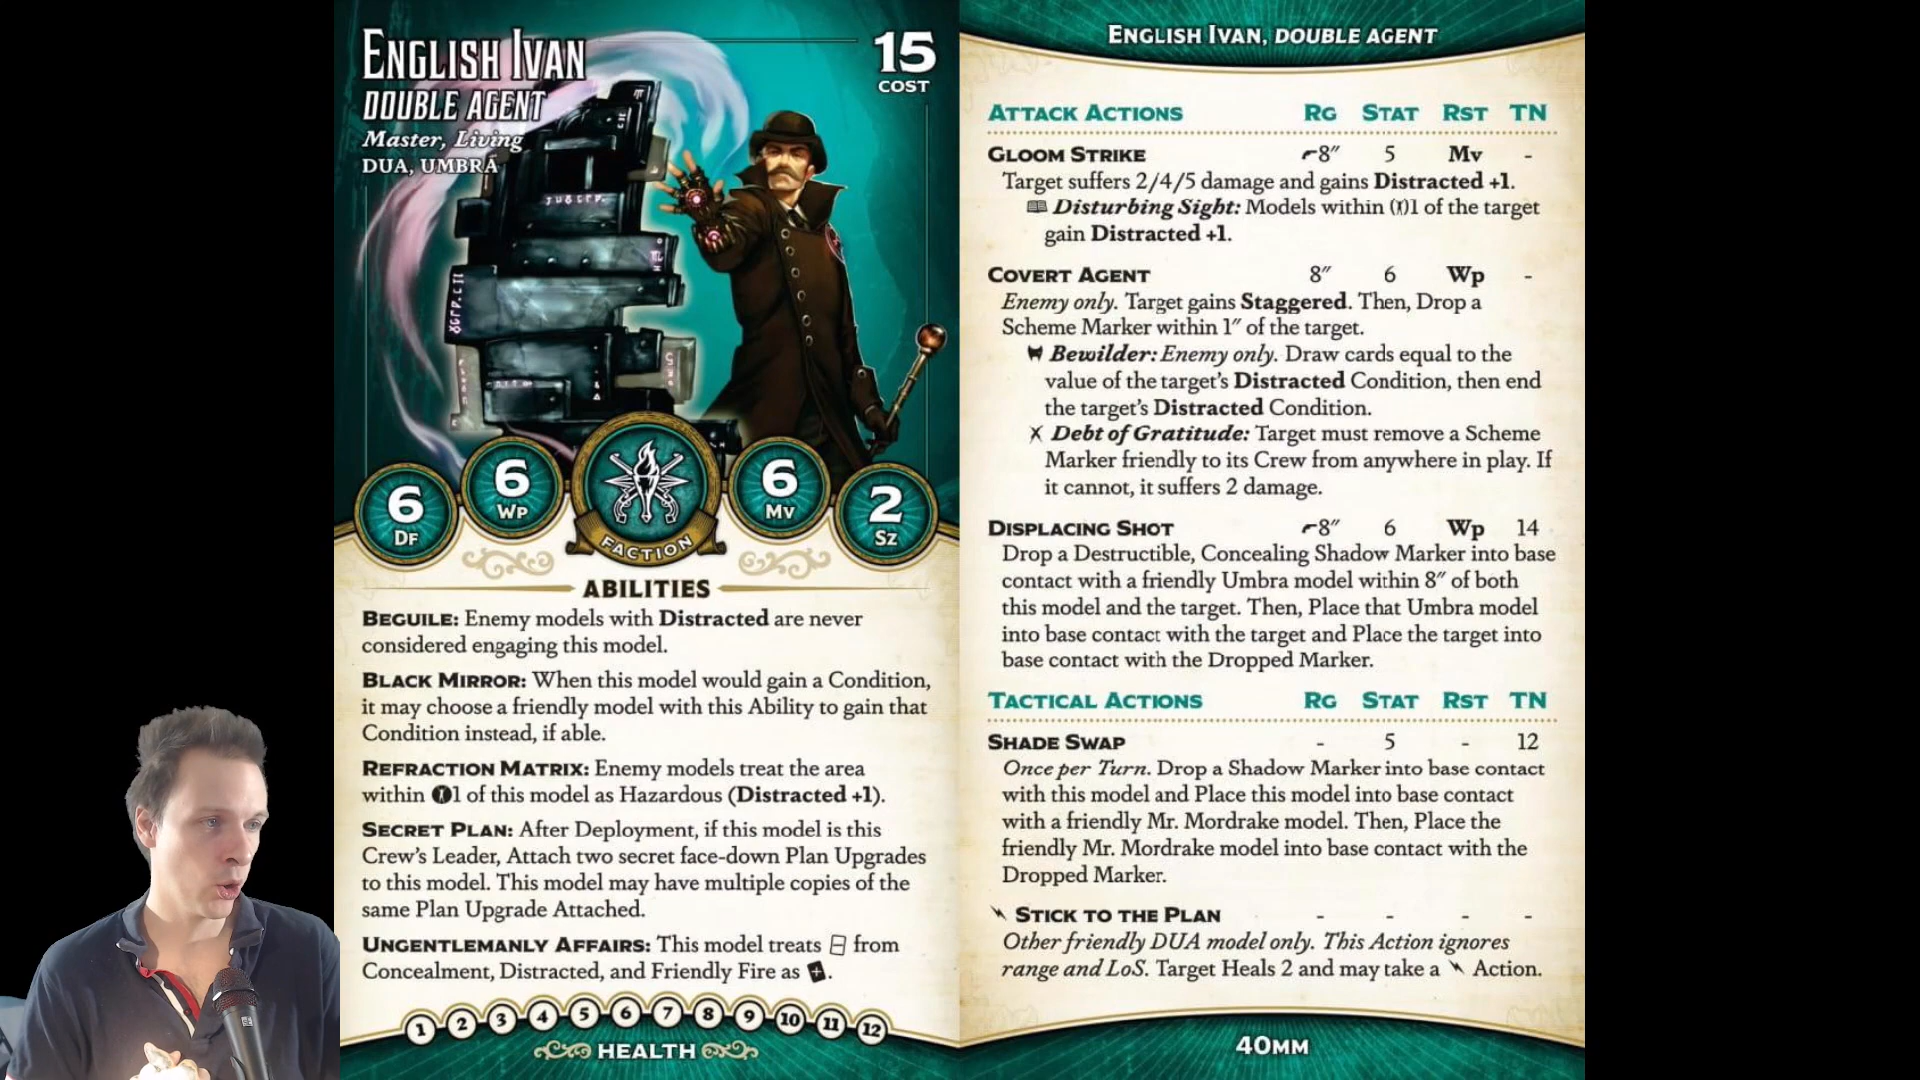 ENGLISH IVAN
DOUBLE AGENT
Master, Living
DUA, UMBRA
15
COST
6
DF
6
WP
FACTION
6
MV
2
SZ
ABILITIES
BEGUILE: Enemy models with Distracted are never
considered engaging this model.
BLACK MIRROR: When this model would gain a Condition,
it may choose a friendly model with this Ability to gain that
Condition instead, if able.
REFRACTION MATRIX: Enemy models treat the area
within 1 of this model as Hazardous (Distracted +1).
SECRET PLAN: After Deployment, if this model is this
Crew's Leader, Attach two secret face-down Plan Upgrades
to this model. This model may have multiple copies of the
same Plan Upgrade Attached.
UNGENTLEMANLY AFFAIRS: This model treats from
Concealment, Distracted, and Friendly Fire as +.
1 2 3 4 5 6 7 8 9 10 11 12
HEALTH
ENGLISH IVAN, DOUBLE AGENT
ATTACK ACTIONS RG STAT RST TN
GLOOM STRIKE 8" 5 Mv -
Target suffers 2/4/5 damage and gains Distracted +1.
Disturbing Sight: Models within 1 of the target
gain Distracted +1.
COVERT AGENT 8" 6 Wp -
Enemy only. Target gains Staggered. Then, Drop a
Scheme Marker within 1" of the target.
Bewilder: Enemy only. Draw cards equal to the
value of the target's Distracted Condition, then end
the target's Distracted Condition.
Debt of Gratitude: Target must remove a Scheme
Marker friendly to its Crew from anywhere in play. If
it cannot, it suffers 2 damage.
DISPLACING SHOT 8" 6 Wp 14
Drop a Destructible, Concealing Shadow Marker into base
contact with a friendly Umbra model within 8" of both
this model and the target. Then, Place that Umbra model
into base contact with the target and Place the target into
base contact with the Dropped Marker.
TACTICAL ACTIONS RG STAT RST TN
SHADE SWAP - 5 - 12
Once per Turn. Drop a Shadow Marker into base contact
with this model and Place this model into base contact
with a friendly Mr. Mordrake model. Then, Place the
friendly Mr. Mordrake model into base contact with the
Dropped Marker.
STICK TO THE PLAN - - - -
Other friendly DUA model only. This Action ignores
range and LoS. Target Heals 2 and may take a Action.
40MM